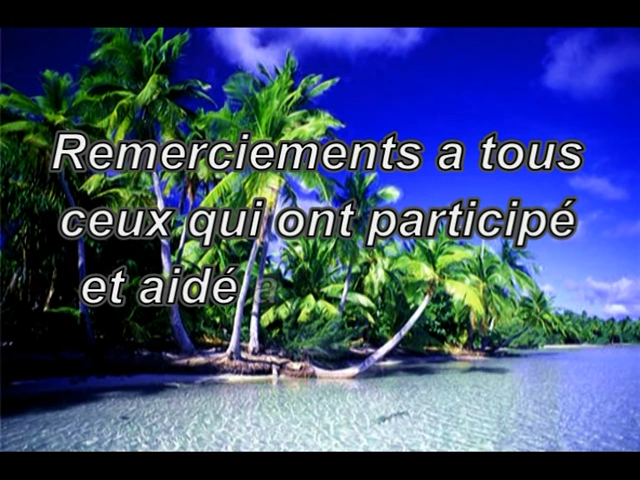 Remerciements a tous
ceux qui ont participé
et aidé a